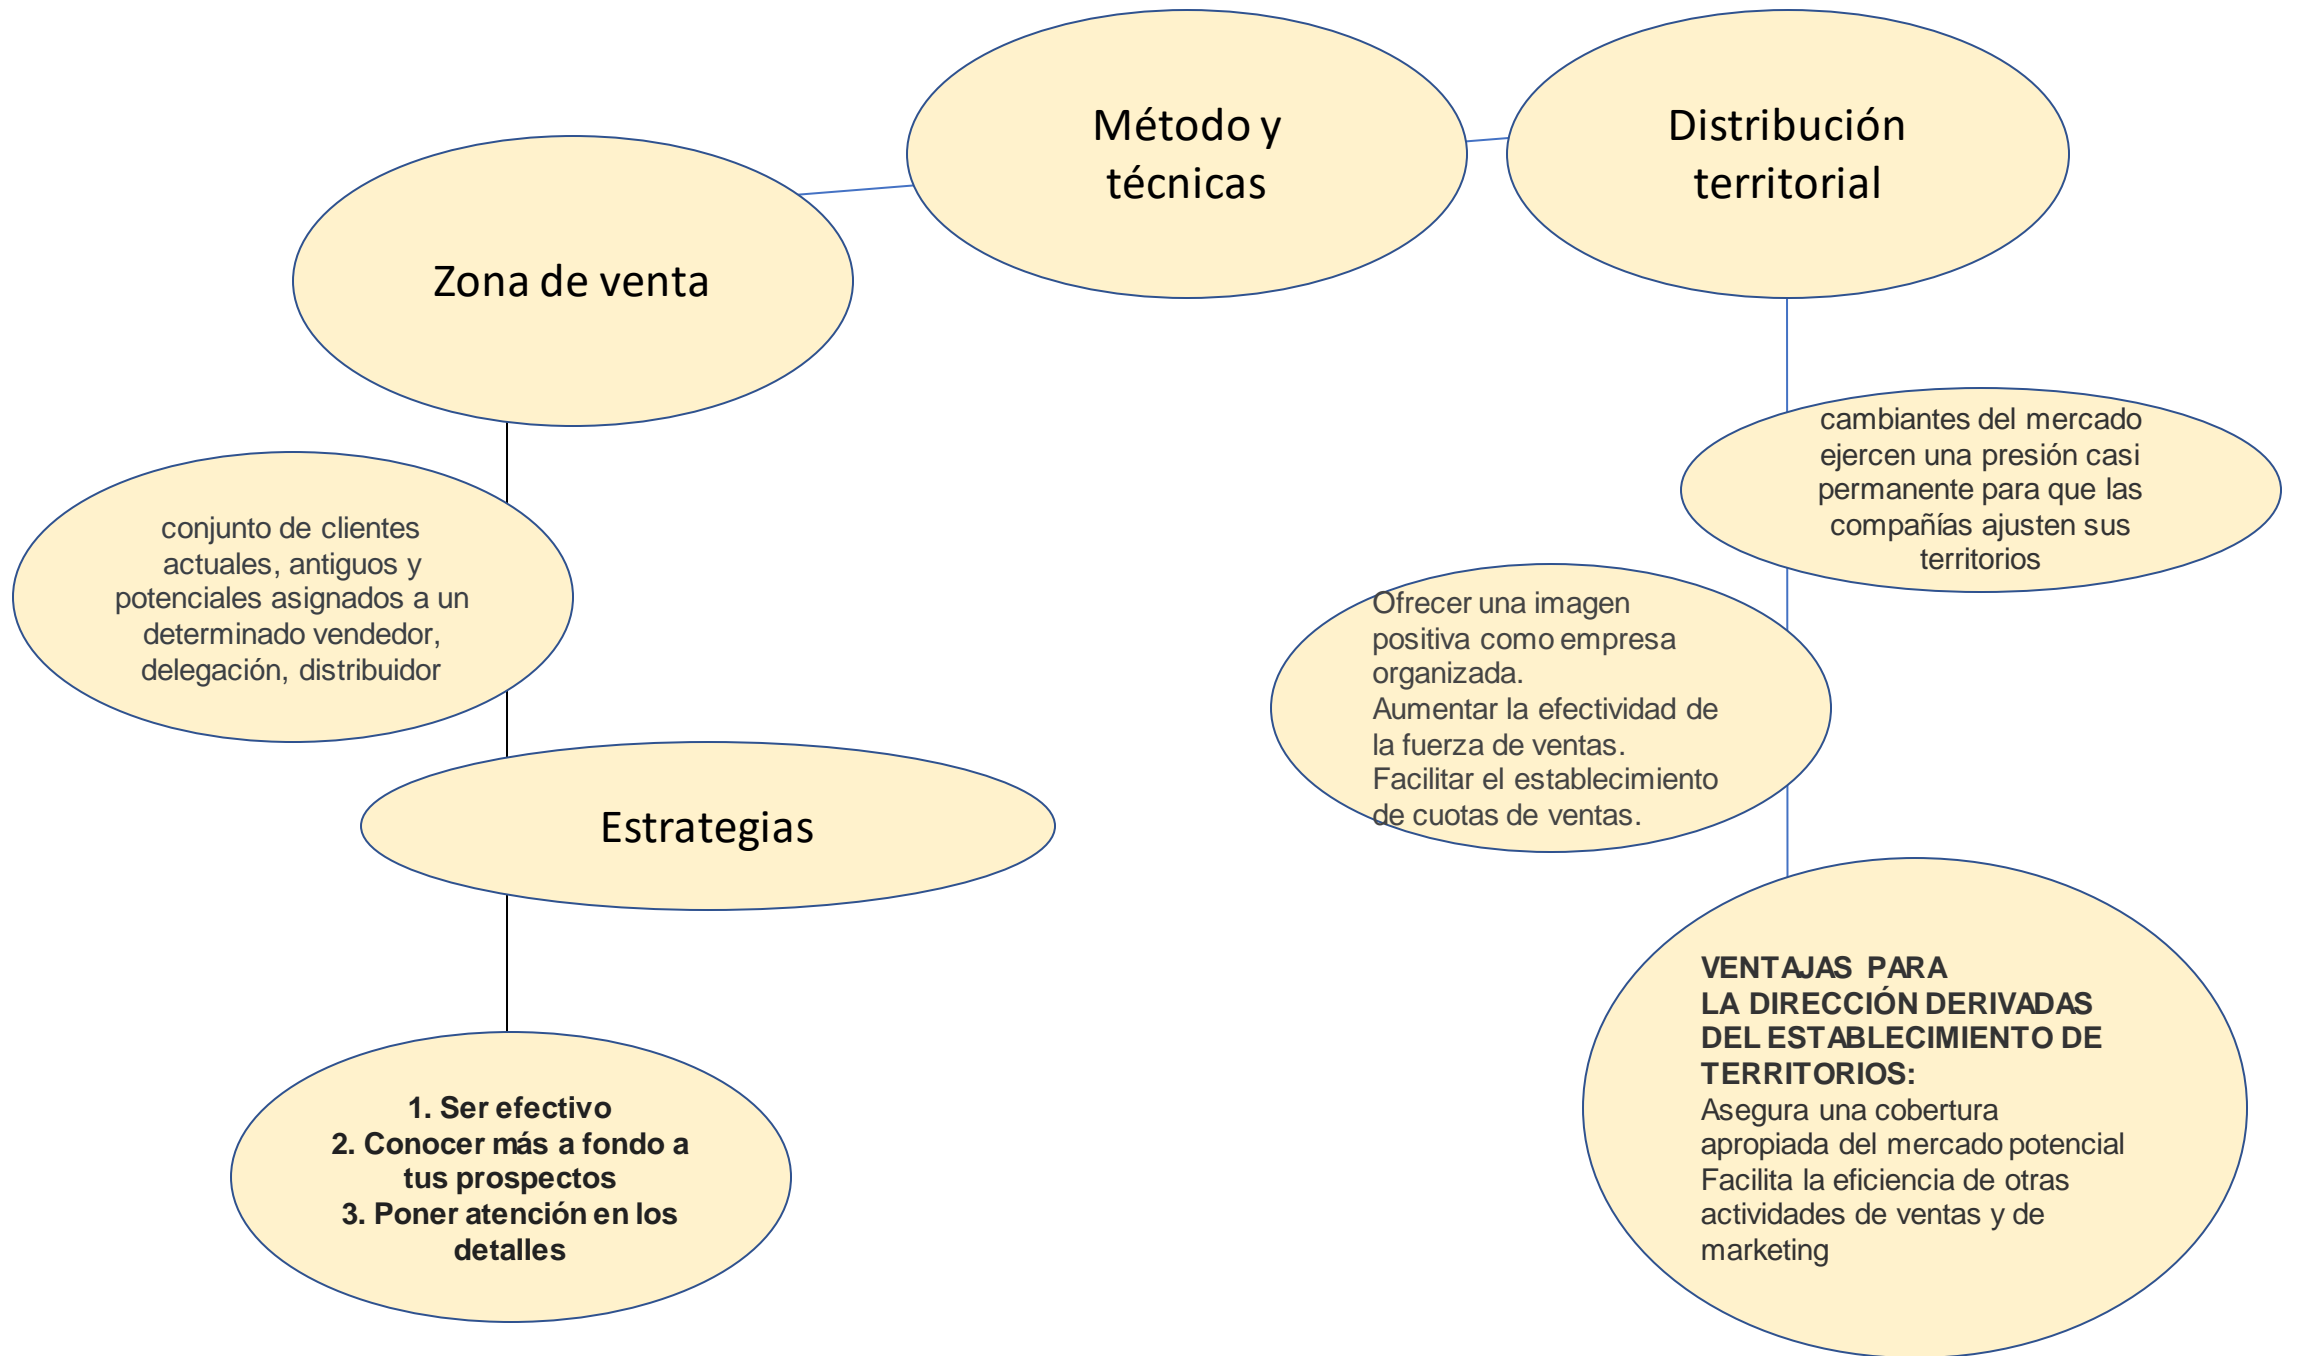 Método y
técnicas
Distribución
territorial
Zona de venta
cambiantes del mercado
ejercen una presión casi
permanente para que las
compañías ajusten sus
territorios
conjunto de clientes
actuales, antiguos y
potenciales asignados a un
determinado vendedor,
delegación, distribuidor
Ofrecer una imagen
positiva como empresa
organizada.
Aumentar la efectividad de
la fuerza de ventas.
Facilitar el establecimiento
de cuotas de ventas.
Estrategias
VENTAJAS PARA
LA DIRECCIÓN DERIVADAS
DEL ESTABLECIMIENTO DE
TERRITORIOS:
Asegura una cobertura
apropiada del mercado potencial
Facilita la eficiencia de otras
actividades de ventas y de
marketing
1. Ser efectivo
2. Conocer más a fondo a
tus prospectos
3. Poner atención en los
detalles